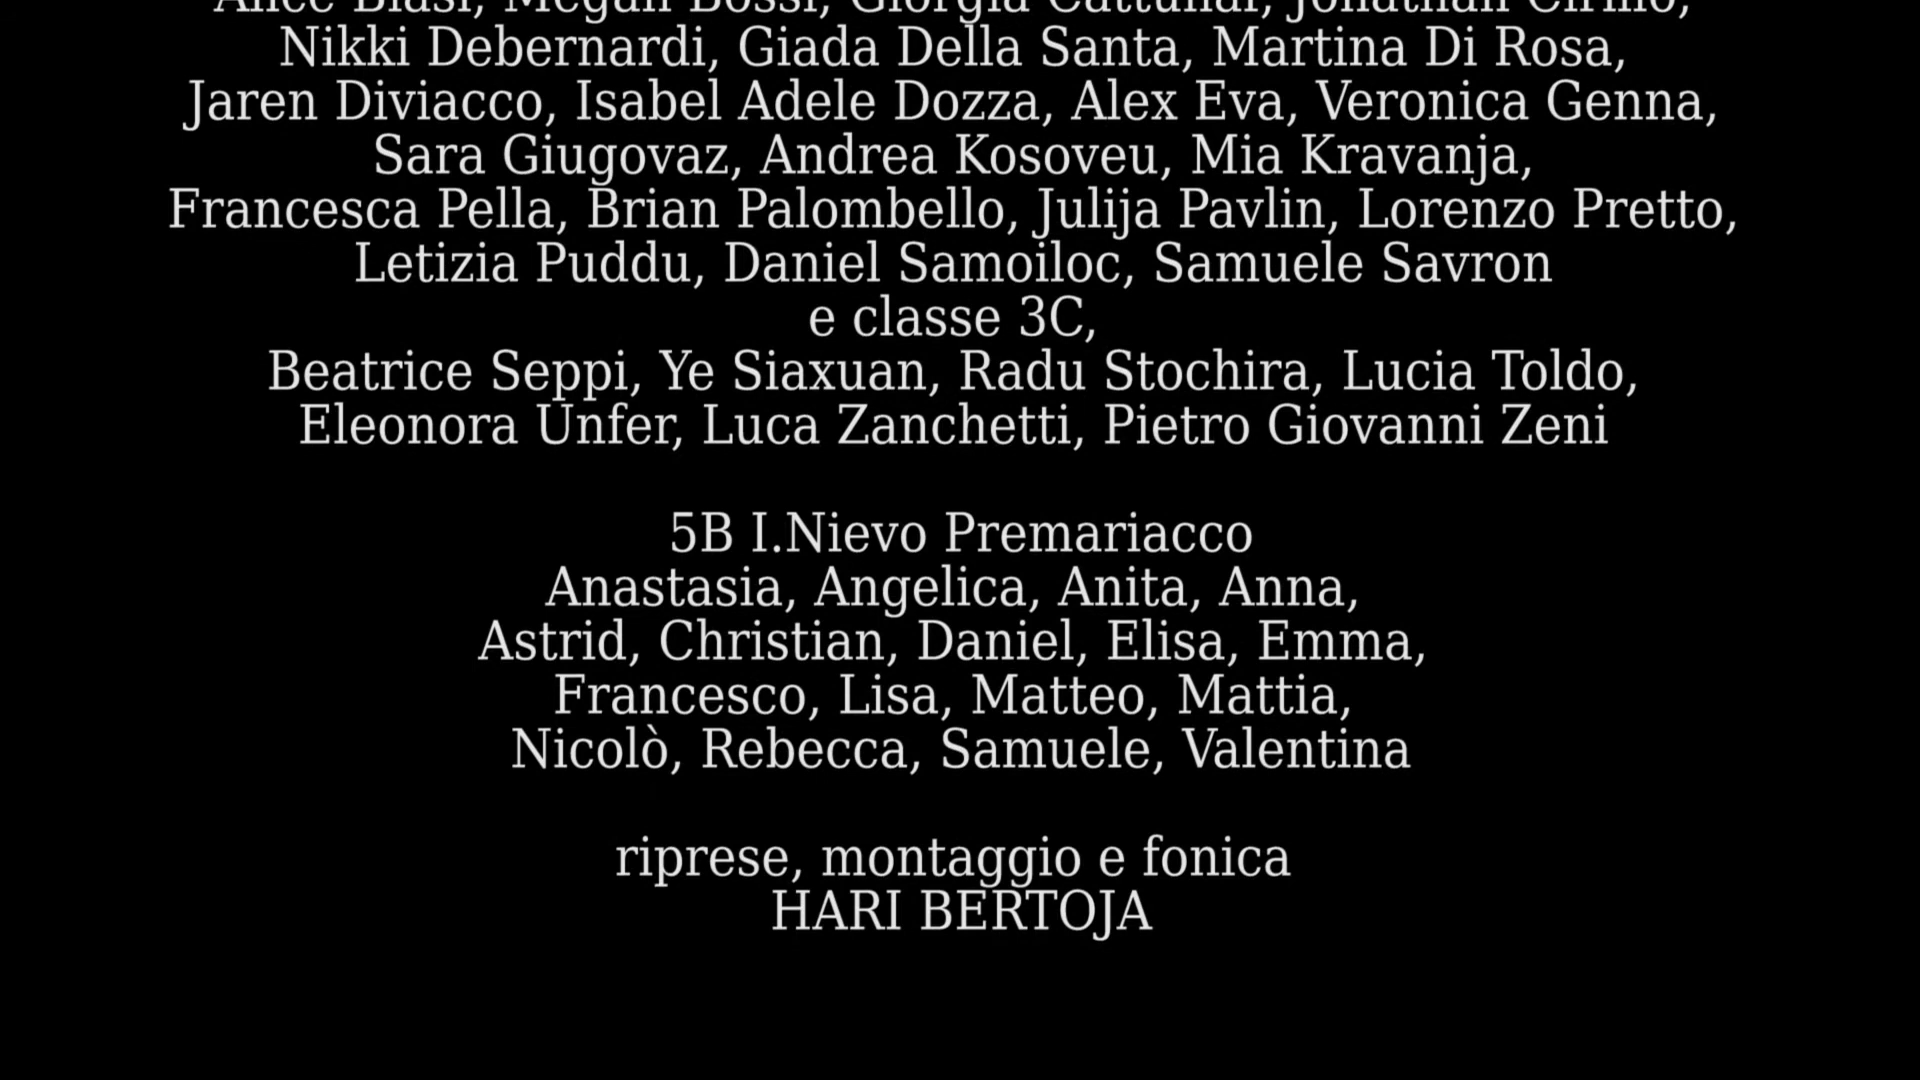 Alice Biasi, Megan Bossi, Giorgia Cattunar, Jonathan Cirino,
Nikki Debernardi, Giada Della Santa, Martina Di Rosa,
Jaren Diviacco, Isabel Adele Dozza, Alex Eva, Veronica Genna,
Sara Giugovaz, Andrea Kosoveu, Mia Kravanja,
Francesca Pella, Brian Palombello, Julija Pavlin, Lorenzo Pretto,
Letizia Puddu, Daniel Samoiloc, Samuele Savron
e classe 3C,
Beatrice Seppi, Ye Siaxuan, Radu Stochira, Lucia Toldo,
Eleonora Unfer, Luca Zanchetti, Pietro Giovanni Zeni
5B I.Nievo Premariacco
Anastasia, Angelica, Anita, Anna,
Astrid, Christian, Daniel, Elisa, Emma,
Francesco, Lisa, Matteo, Mattia,
Nicolò, Rebecca, Samuele, Valentina
riprese, montaggio e fonica
HARI BERTOJA